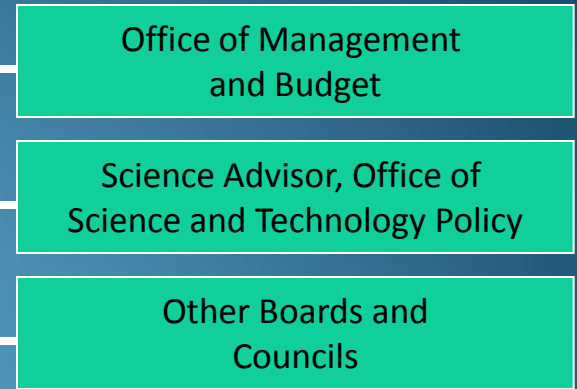 Office of Management
and Budget
Science Advisor, Office of
Science and Technology Policy
Other Boards and
Councils